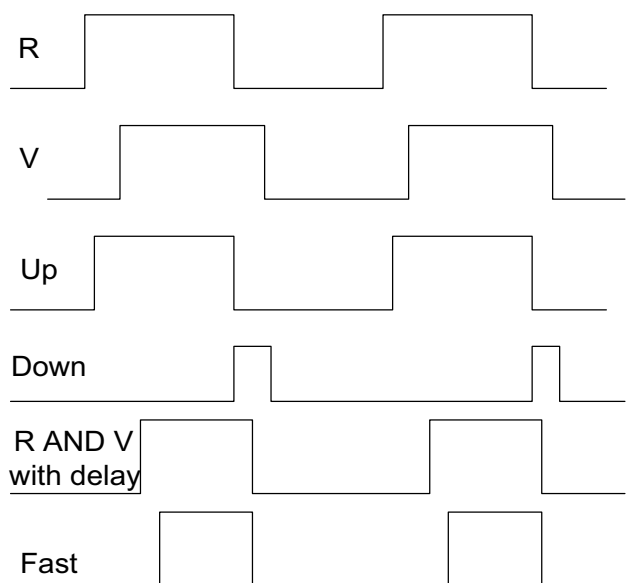 R
V
Up
Down
R AND V
with delay
Fast